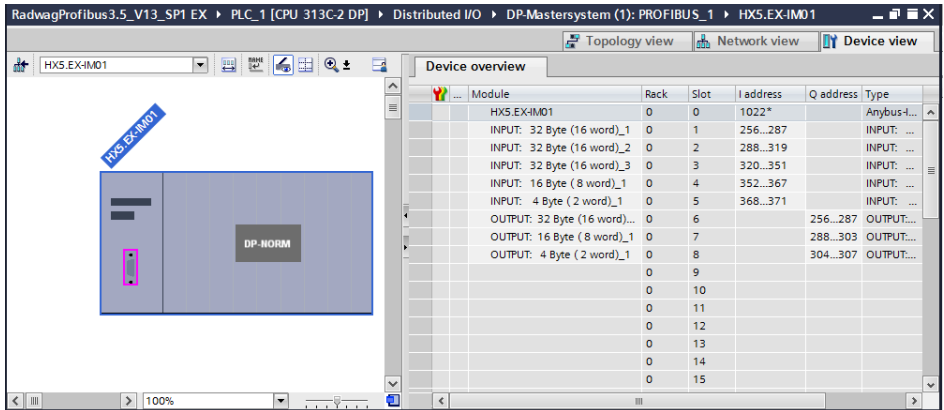 RadwagProfibus3.5_V13_SP1 EX ▸ PLC_1 [CPU 313C-2 DP] ▸ Distributed I/O ▸ DP-Mastersystem (1): PROFIBUS_1 ▸ HX5.EX-IM01
Topology view Network view Device view
HX5.EX-IM01
Device overview
... Module Rack Slot I address Q address Type
HX5.EX-IM01 0 0 1022* Anybus-I...
INPUT: 32 Byte (16 word)_1 0 1 256...287 INPUT: ...
INPUT: 32 Byte (16 word)_2 0 2 288...319 INPUT: ...
INPUT: 32 Byte (16 word)_3 0 3 320...351 INPUT: ...
INPUT: 16 Byte ( 8 word)_1 0 4 352...367 INPUT: ...
INPUT: 4 Byte ( 2 word)_1 0 5 368...371 INPUT: ...
OUTPUT: 32 Byte (16 word)... 0 6 256...287 OUTPUT:...
OUTPUT: 16 Byte ( 8 word)_1 0 7 288...303 OUTPUT:...
OUTPUT: 4 Byte ( 2 word)_1 0 8 304...307 OUTPUT:...
0 9
0 10
0 11
0 12
0 13
0 14
0 15
HX5.EX-IM01
DP-NORM
100%